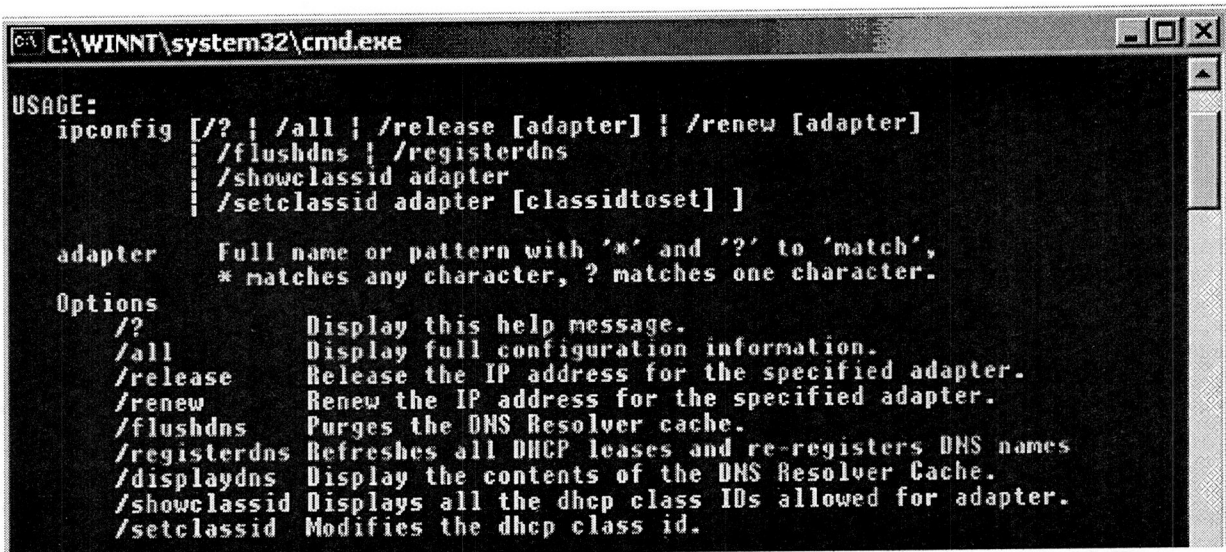 C:\WINNT\system32\cmd.exe
USAGE:
ipconfig [/? | /all | /release [adapter] | /renew [adapter]
| /flushdns | /registerdns
| /showclassid adapter
| /setclassid adapter [classidtoset] ]
adapter Full name or pattern with '*' and '?' to 'match',
* matches any character, ? matches one character.
Options
/? Display this help message.
/all Display full configuration information.
/release Release the IP address for the specified adapter.
/renew Renew the IP address for the specified adapter.
/flushdns Purges the DNS Resolver cache.
/registerdns Refreshes all DHCP leases and re-registers DNS names
/displaydns Display the contents of the DNS Resolver Cache.
/showclassid Displays all the dhcp class IDs allowed for adapter.
/setclassid Modifies the dhcp class id.